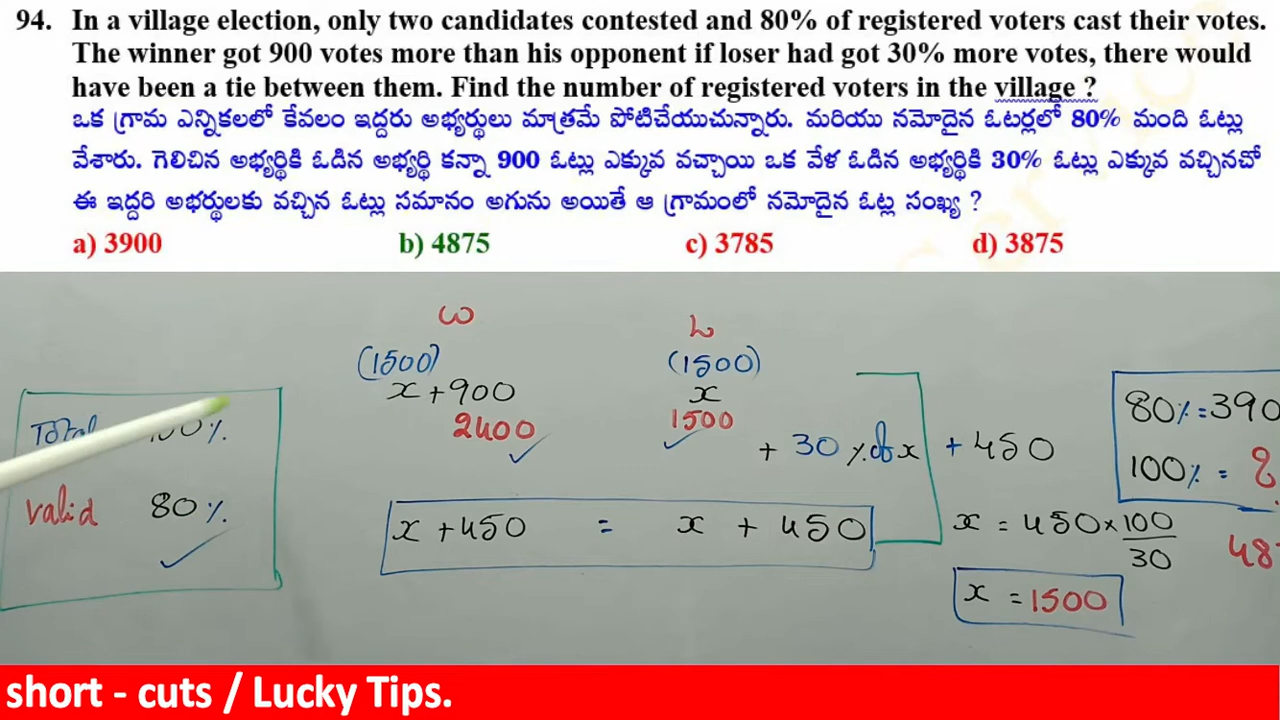 94. In a village election, only two candidates contested and 80% of registered voters cast their votes.
The winner got 900 votes more than his opponent if loser had got 30% more votes, there would
have been a tie between them. Find the number of registered voters in the village ?
ఒక గ్రామ ఎన్నికలలో కేవలం ఇద్దరు అభ్యర్థులు మాత్రమే పోటిచేయుచున్నారు. మరియు నమోదైన ఓటర్లలో 80% మంది ఓట్లు
వేశారు. గెలిచిన అభ్యర్థికి ఓడిన అభ్యర్థి కన్నా 900 ఓట్లు ఎక్కువ వచ్చాయి ఒక వేళ ఓడిన అభ్యర్థికి 30% ఓట్లు ఎక్కువ వచ్చినచో
ఈ ఇద్దరి అభర్థులకు వచ్చిన ఓట్లు సమానం అగును అయితే ఆ గ్రామంలో నమోదైన ఓట్ల సంఖ్య ?
a) 3900 b) 4875 c) 3785 d) 3875
W L
(1500) (1500)
x+900 x
2400 1500
+ 30% of x + 450
Total %.
Valid 80%.
x + 450 = x + 450
x = 450 × 100
30
x = 1500
80% = 390
100% =
48
short - cuts / Lucky Tips.